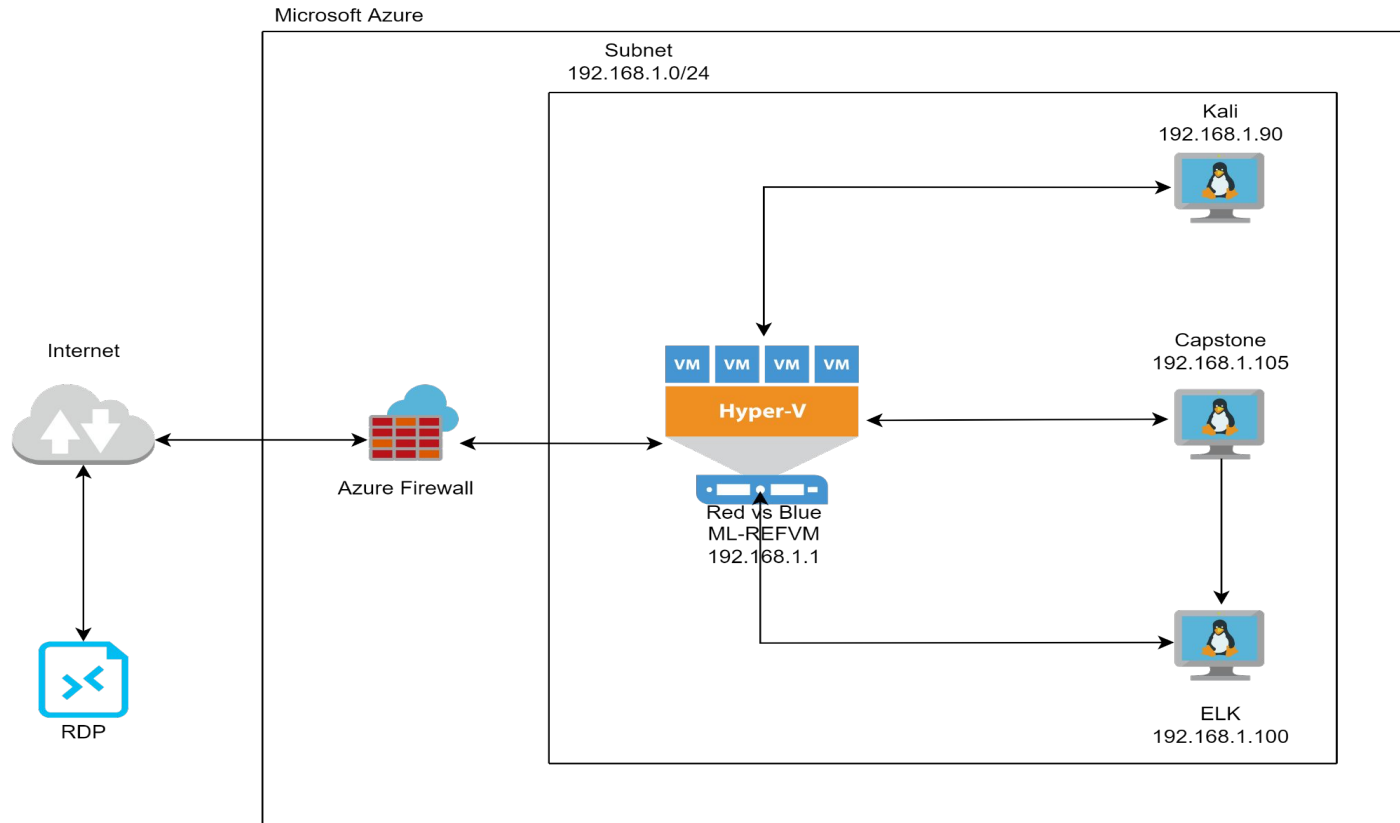 Microsoft Azure
Subnet
192.168.1.0/24
Kali
192.168.1.90
Internet
VM VM VM VM
Hyper-V
Capstone
192.168.1.105
Azure Firewall
Red vs Blue
ML-REFVM
192.168.1.1
RDP
ELK
192.168.1.100